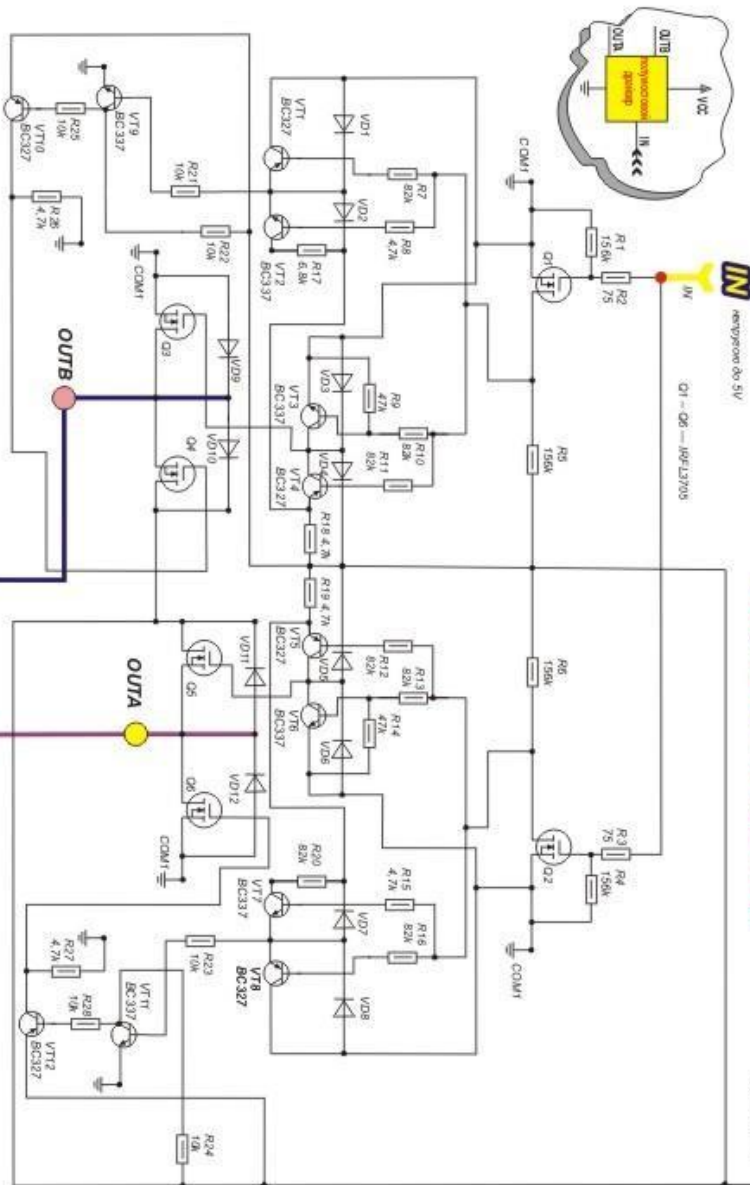 OUTA
OUTB
VCC
IN
полумостовой
драйвер
IN
напругою до 5V
IN
Q1 – Q6 — IRFL3705
COM1
R1
156k
R2
75
Q1
R5
156k
R6
156k
R3
75
R4
156k
Q2
COM1
VD1
VT1
BC327
R7
82k
VD2
R8
4,7k
VT2
BC337
R17
6,8k
VD3
R9
47k
VT3
BC337
R10
82k
R11
82k
VD4
VT4
BC327
R18 4,7k
R19 4,7k
VT5
BC327
VD5
R12
82k
R13
82k
VT6
BC337
R14
47k
VD6
R20
82k
VT7
BC337
R15
4,7k
R16
82k
VD7
VT8
BC327
VD8
VT9
BC337
R25
10k
VT10
BC327
R21
10k
R26
4,7k
R22
10k
COM1
Q3
VD9
OUTB
VD10
Q4
VD11
Q5
OUTA
VD12
Q6
COM1
R23
10k
R27
4,7k
VT11
BC337
R28
10k
VT12
BC327
R24
10k